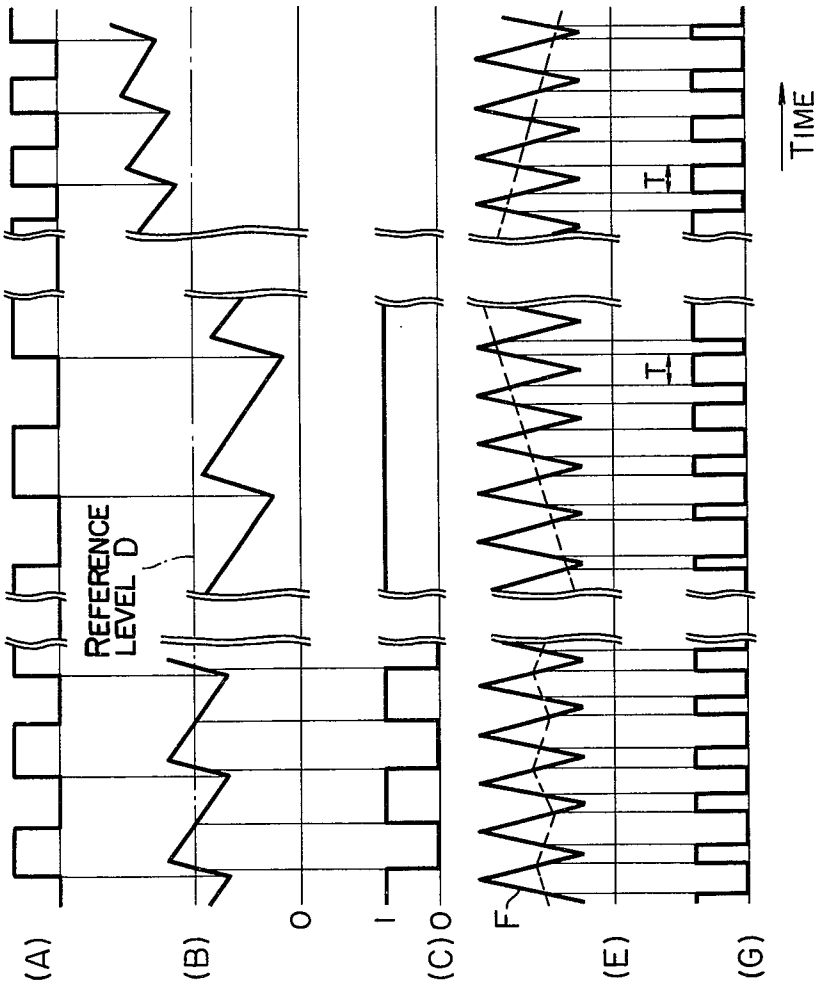 (A)
REFERENCE
LEVEL D
(B)
0
1
(C)
0
F
(E)
T
T
(G)
TIME